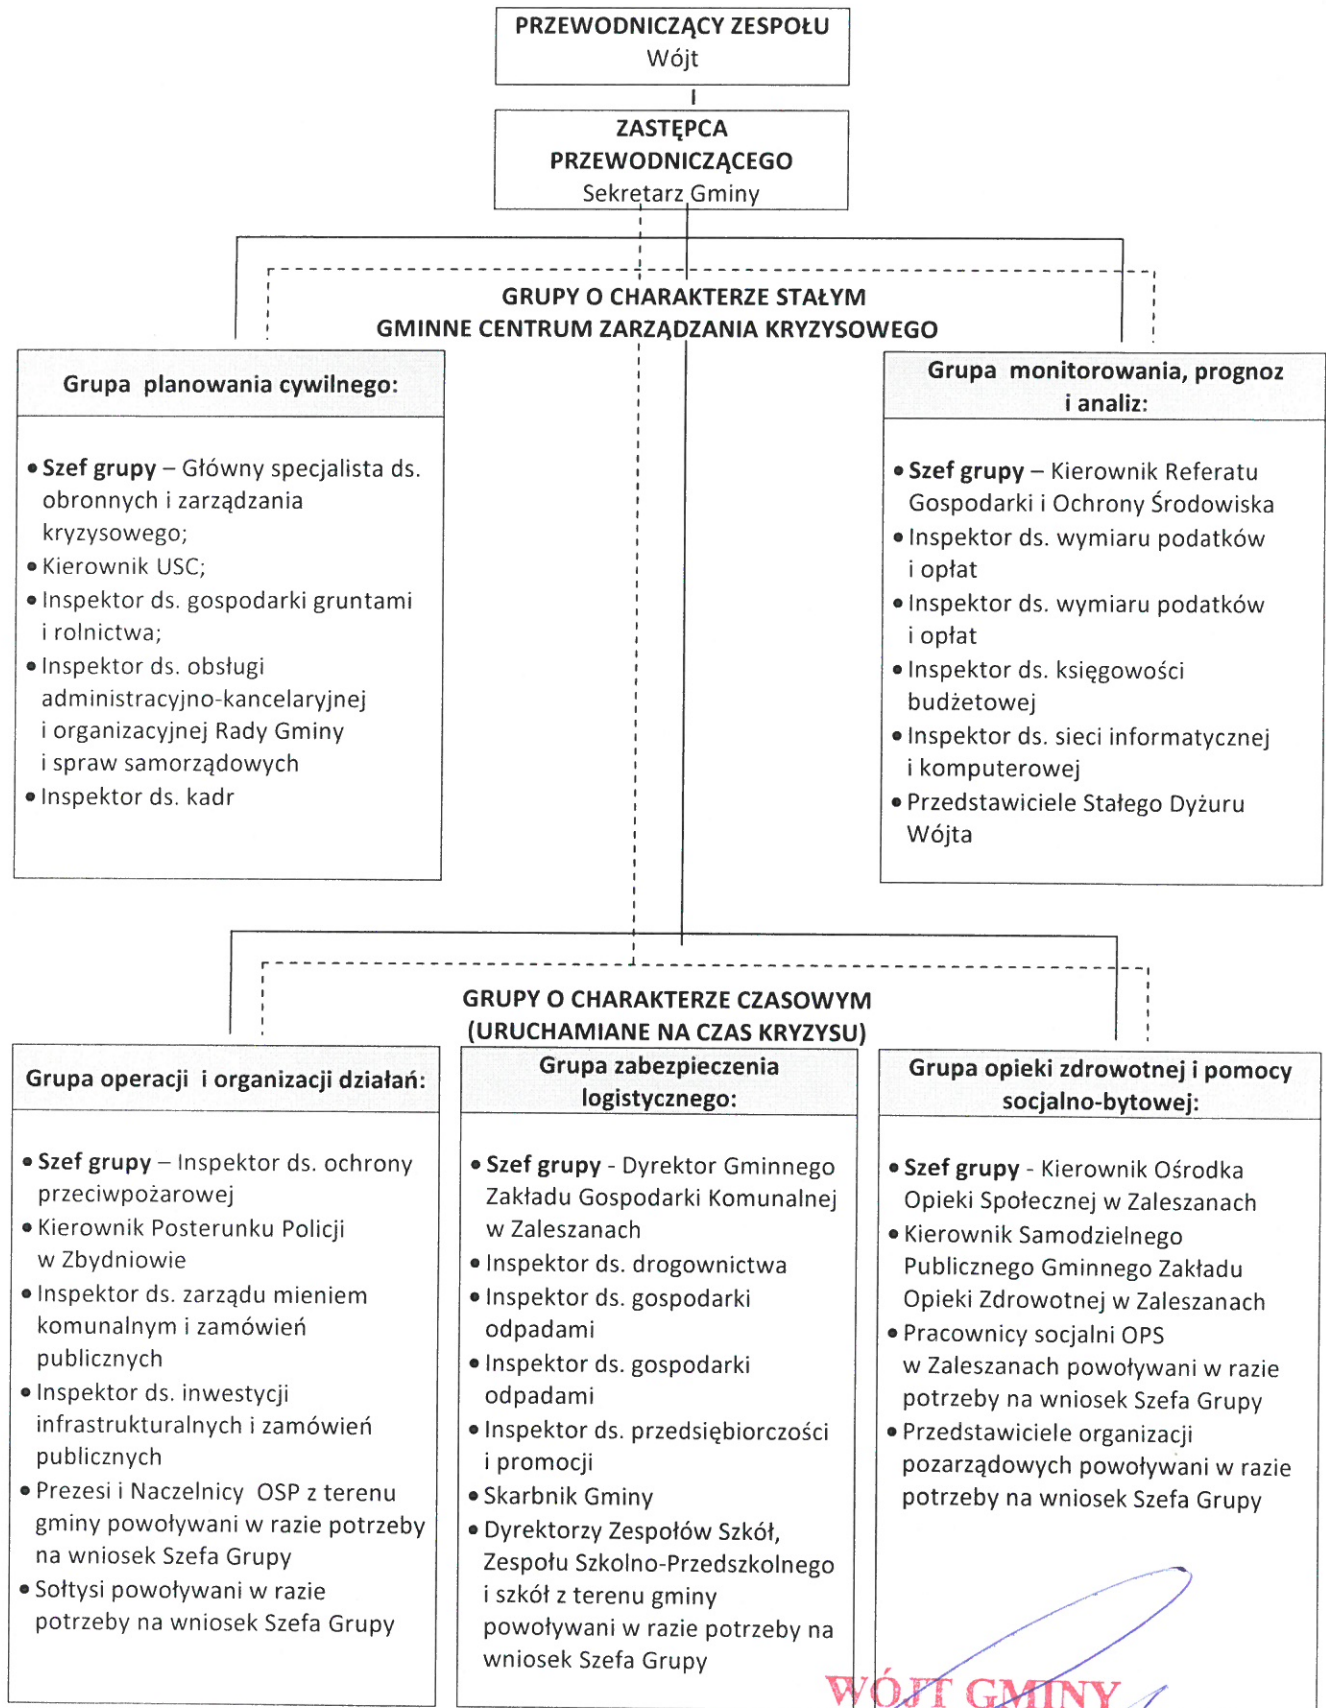 PRZEWODNICZĄCY ZESPOŁU
Wójt
ZASTĘPCA
PRZEWODNICZĄCEGO
Sekretarz Gminy
GRUPY O CHARAKTERZE STAŁYM
GMINNE CENTRUM ZARZĄDZANIA KRYZYSOWEGO
Grupa planowania cywilnego:
• Szef grupy – Główny specjalista ds.
obronnych i zarządzania
kryzysowego;
• Kierownik USC;
• Inspektor ds. gospodarki gruntami
i rolnictwa;
• Inspektor ds. obsługi
administracyjno-kancelaryjnej
i organizacyjnej Rady Gminy
i spraw samorządowych
• Inspektor ds. kadr
Grupa monitorowania, prognoz
i analiz:
• Szef grupy – Kierownik Referatu
Gospodarki i Ochrony Środowiska
• Inspektor ds. wymiaru podatków
i opłat
• Inspektor ds. wymiaru podatków
i opłat
• Inspektor ds. księgowości
budżetowej
• Inspektor ds. sieci informatycznej
i komputerowej
• Przedstawiciele Stałego Dyżuru
Wójta
GRUPY O CHARAKTERZE CZASOWYM
(URUCHAMIANE NA CZAS KRYZYSU)
Grupa operacji i organizacji działań:
• Szef grupy – Inspektor ds. ochrony
przeciwpożarowej
• Kierownik Posterunku Policji
w Zbydniowie
• Inspektor ds. zarządu mieniem
komunalnym i zamówień
publicznych
• Inspektor ds. inwestycji
infrastrukturalnych i zamówień
publicznych
• Prezesi i Naczelnicy OSP z terenu
gminy powoływani w razie potrzeby
na wniosek Szefa Grupy
• Sołtysi powoływani w razie
potrzeby na wniosek Szefa Grupy
Grupa zabezpieczenia
logistycznego:
• Szef grupy - Dyrektor Gminnego
Zakładu Gospodarki Komunalnej
w Zaleszanach
• Inspektor ds. drogownictwa
• Inspektor ds. gospodarki
odpadami
• Inspektor ds. gospodarki
odpadami
• Inspektor ds. przedsiębiorczości
i promocji
• Skarbnik Gminy
• Dyrektorzy Zespołów Szkół,
Zespołu Szkolno-Przedszkolnego
i szkół z terenu gminy
powoływani w razie potrzeby na
wniosek Szefa Grupy
Grupa opieki zdrowotnej i pomocy
socjalno-bytowej:
• Szef grupy - Kierownik Ośrodka
Opieki Społecznej w Zaleszanach
• Kierownik Samodzielnego
Publicznego Gminnego Zakładu
Opieki Zdrowotnej w Zaleszanach
• Pracownicy socjalni OPS
w Zaleszanach powoływani w razie
potrzeby na wniosek Szefa Grupy
• Przedstawiciele organizacji
pozarządowych powoływani w razie
potrzeby na wniosek Szefa Grupy
WÓJT GMINY